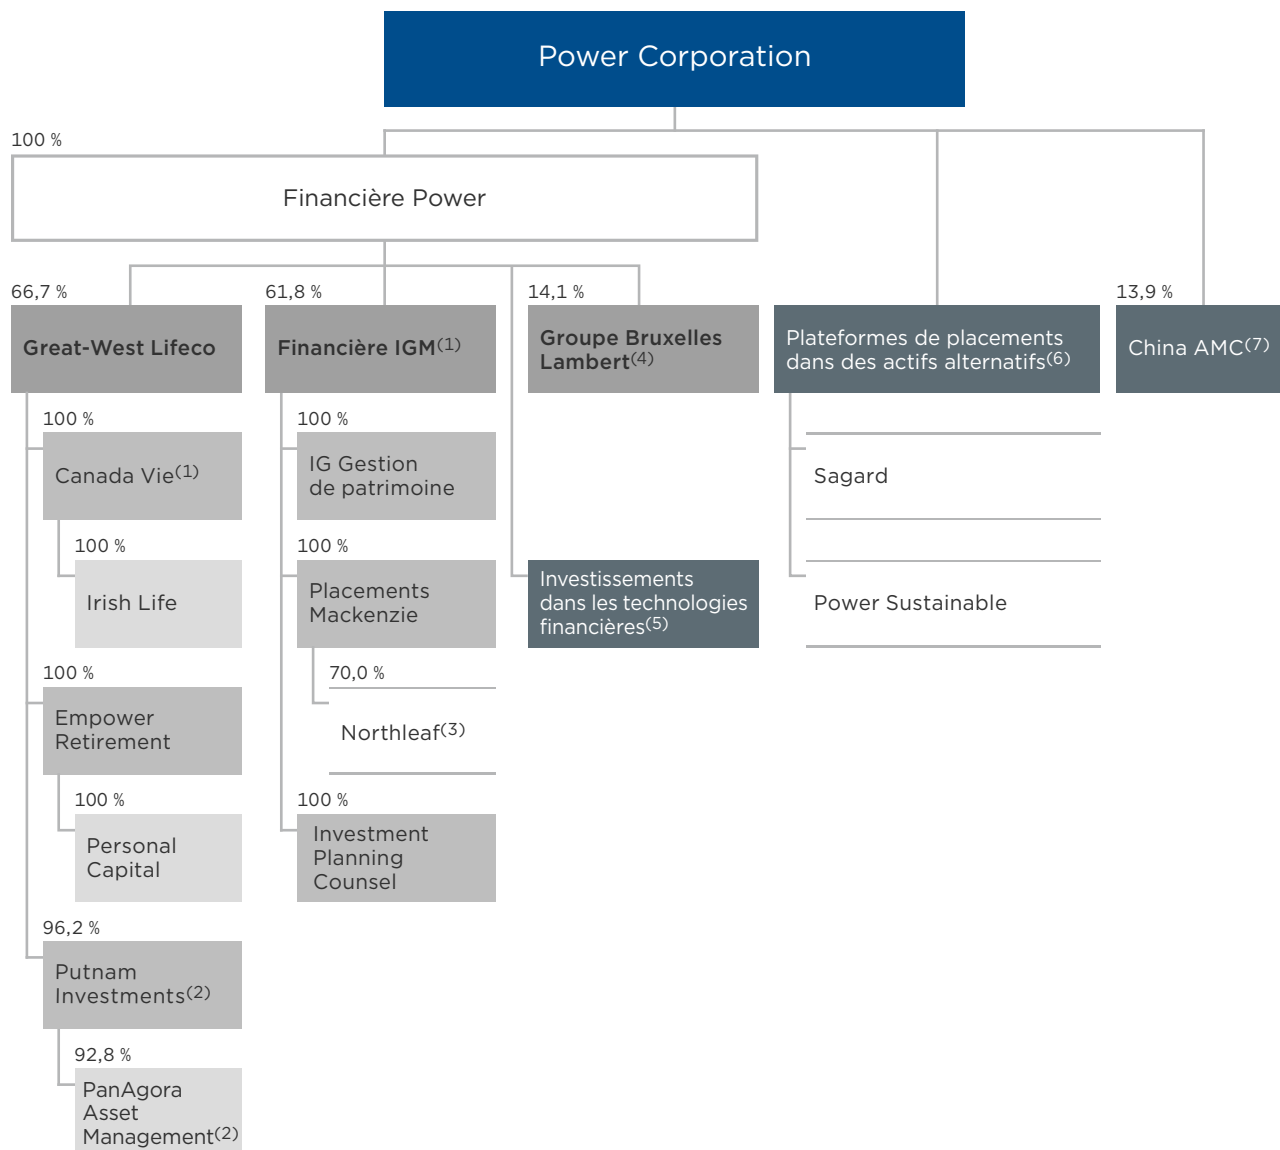 Power Corporation
100 %
Financière Power
66,7 %
Great-West Lifeco
100 %
Canada Vie(1)
100 %
Irish Life
100 %
Empower
Retirement
100 %
Personal
Capital
96,2 %
Putnam
Investments(2)
92,8 %
PanAgora
Asset
Management(2)
61,8 %
Financière IGM(1)
100 %
IG Gestion
de patrimoine
100 %
Placements
Mackenzie
70,0 %
Northleaf(3)
100 %
Investment
Planning
Counsel
14,1 %
Groupe Bruxelles
Lambert(4)
Investissements
dans les technologies
financières(5)
Plateformes de placements
dans des actifs alternatifs(6)
Sagard
Power Sustainable
13,9 %
China AMC(7)